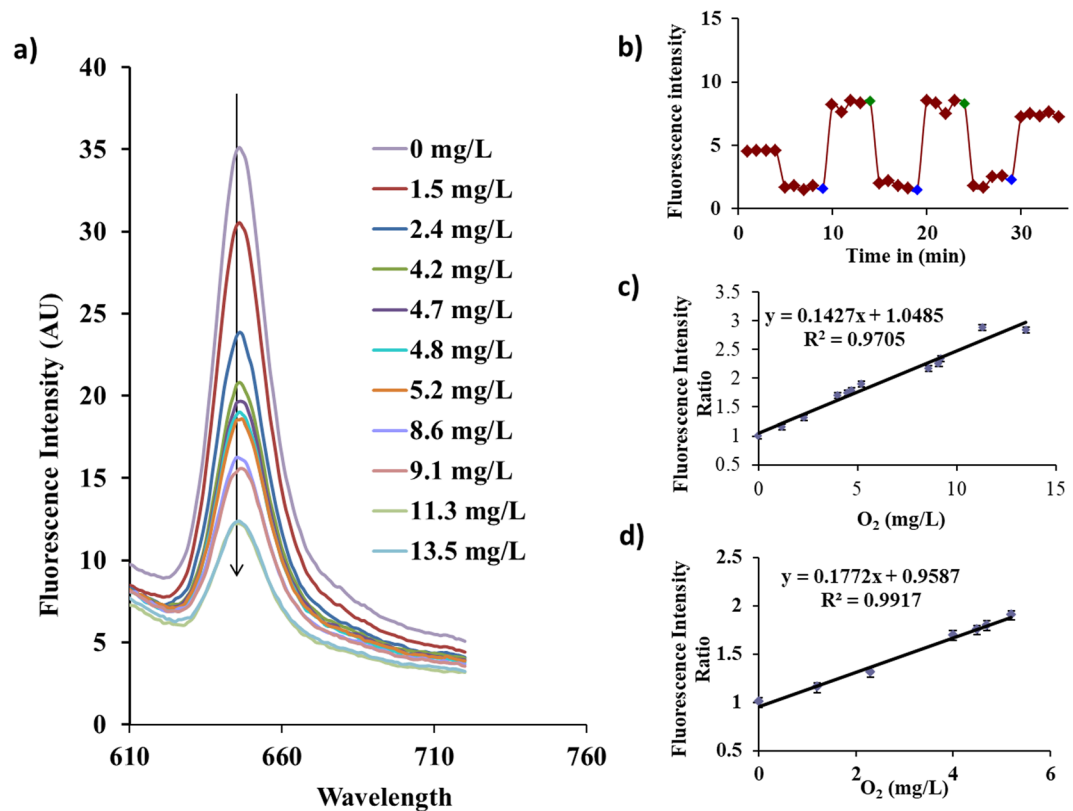 a)
Fluorescence Intensity (AU)
40
35
30
25
20
15
10
5
0
610
660
710
760
Wavelength
0 mg/L
1.5 mg/L
2.4 mg/L
4.2 mg/L
4.7 mg/L
4.8 mg/L
5.2 mg/L
8.6 mg/L
9.1 mg/L
11.3 mg/L
13.5 mg/L
b)
Fluorescence intensity
15
10
5
0
0
10
20
30
Time in (min)
c)
Fluorescence Intensity
Ratio
3.5
3
2.5
2
1.5
1
0.5
y = 0.1427x + 1.0485
R² = 0.9705
0
5
10
15
O₂ (mg/L)
d)
Fluorescence Intensity
Ratio
2.5
2
1.5
1
0.5
y = 0.1772x + 0.9587
R² = 0.9917
0
2
4
6
O₂ (mg/L)